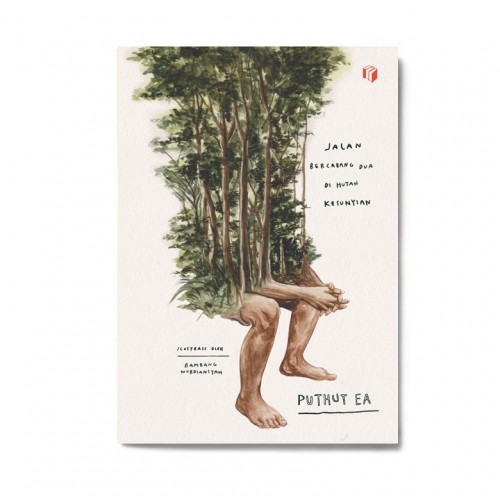 JALAN
BERCABANG DUA
DI HUTAN
KESUNYIAN
ILUSTRASI OLEH
BAMBANG
NURDIANSYAH
PUTHUT EA